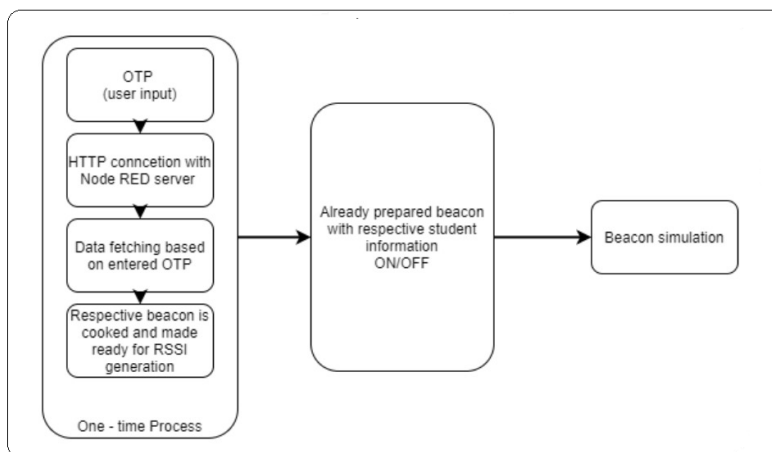 OTP
(user input)
HTTP conncetion with
Node RED server
Data fetching based
on entered OTP
Respective beacon is
cooked and made
ready for RSSI
generation
One - time Process
Already prepared beacon
with respective student
information
ON/OFF
Beacon simulation